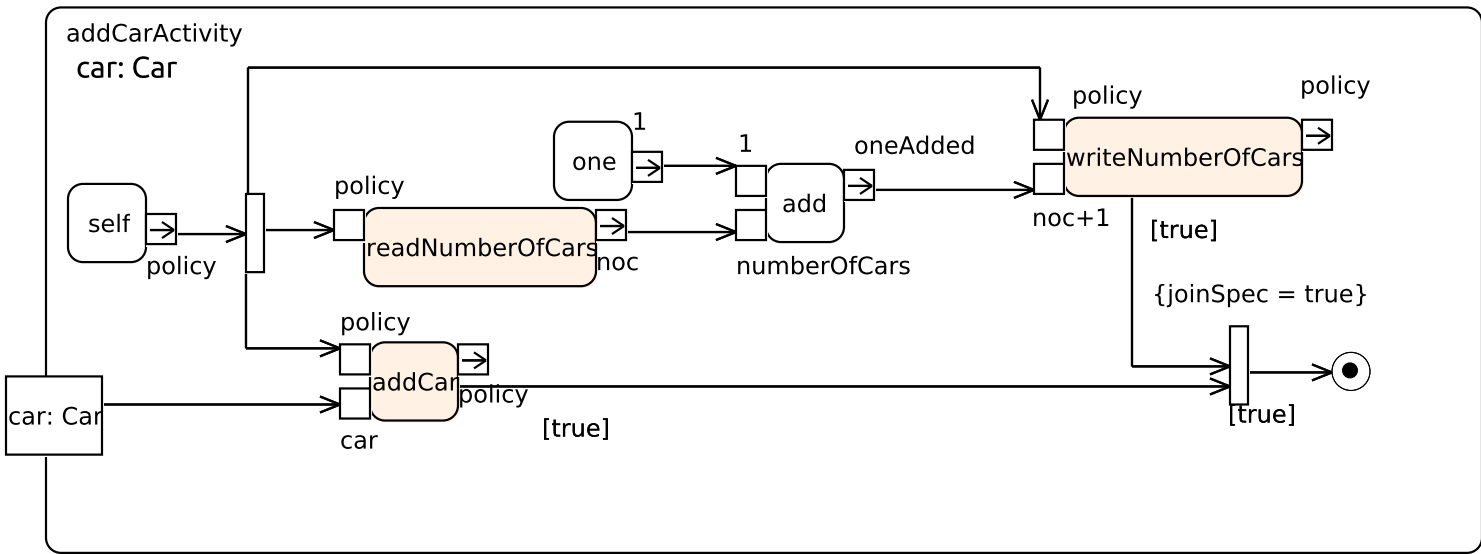 addCarActivity
car: Car
policy
policy
1
1
oneAdded
one
writeNumberOfCars
policy
self
add
noc+1
[true]
readNumberOfCars
policy
noc
numberOfCars
{joinSpec = true}
policy
addCar
policy
car: Car
[true]
car
[true]